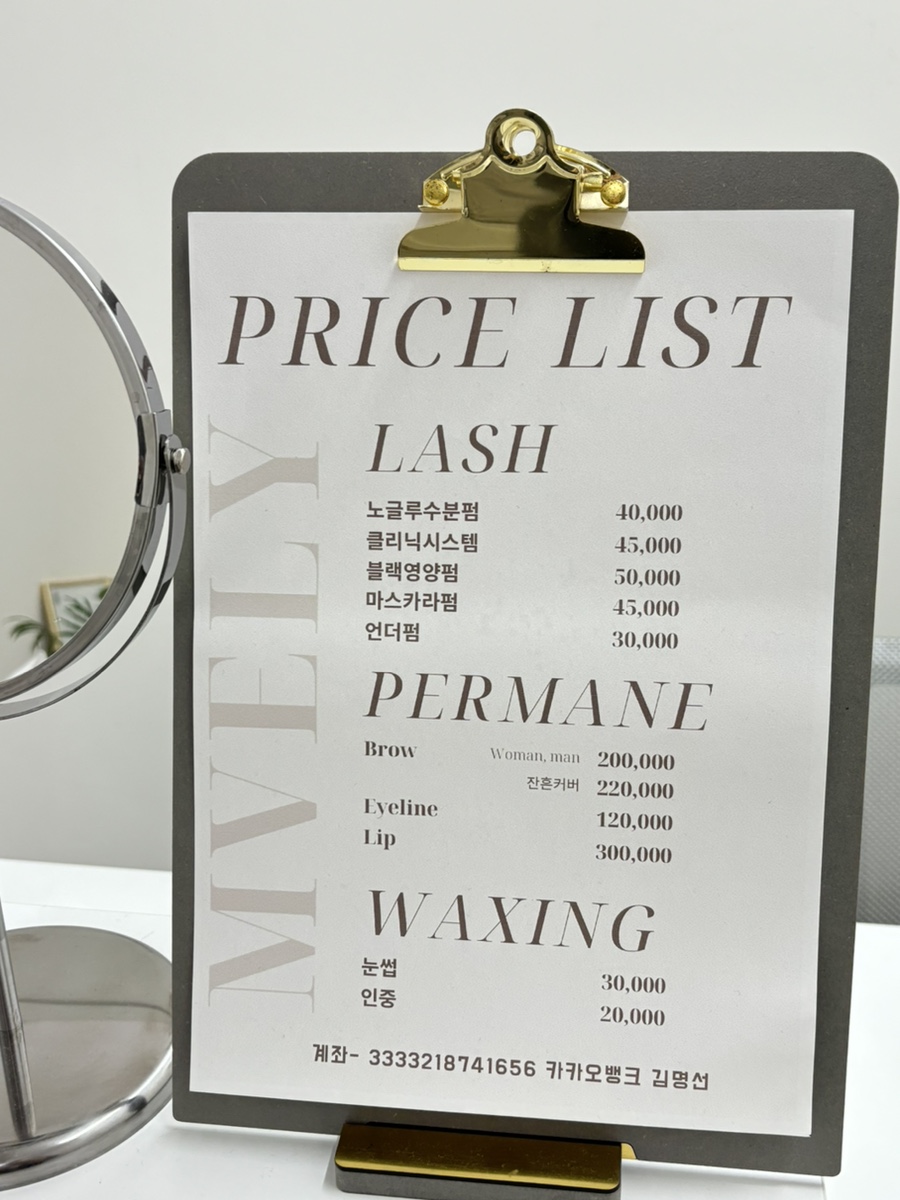 PRICE LIST
MVELY
LASH
노글루수분펌 40,000
클리닉시스템 45,000
블랙영양펌 50,000
마스카라펌 45,000
언더펌 30,000
PERMANE
Brow Woman, man 200,000
잔흔커버 220,000
Eyeline 120,000
Lip 300,000
WAXING
눈썹 30,000
인중 20,000
계좌- 3333218741656 카카오뱅크 김명선